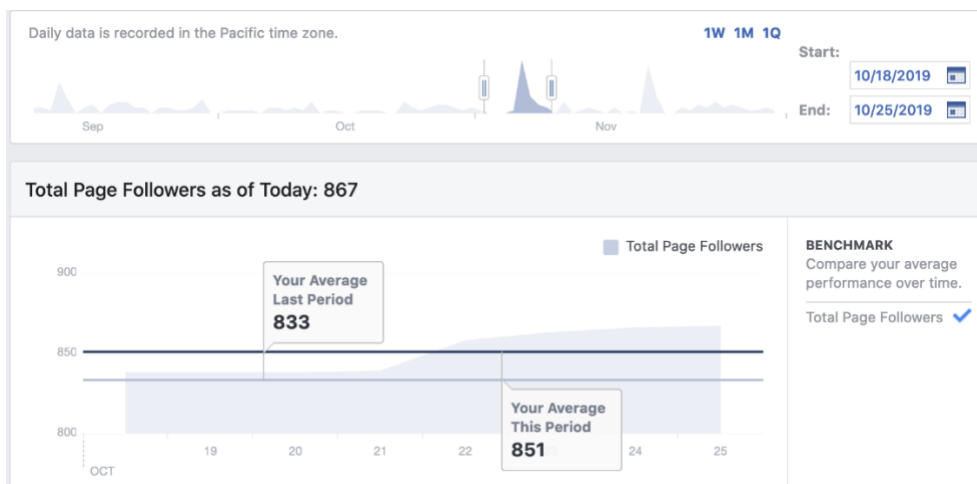 Daily data is recorded in the Pacific time zone.
1W 1M 1Q
Start:
10/18/2019
End:
10/25/2019
Sep
Oct
Nov
Total Page Followers as of Today: 867
Total Page Followers
BENCHMARK
Compare your average
performance over time.
Total Page Followers
900
850
800
Your Average
Last Period
833
Your Average
This Period
851
19
20
21
22
24
25
OCT